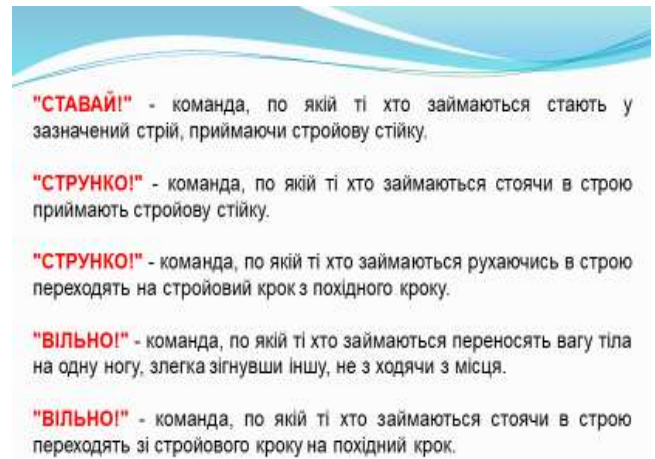 "СТАВАЙ!" - команда, по якій ті хто займаються стають у
зазначений стрій, приймаючи стройову стійку.
"СТРУНКО!" - команда, по якій ті хто займаються стоячи в строю
приймають стройову стійку.
"СТРУНКО!" - команда, по якій ті хто займаються рухаючись в строю
переходять на стройовий крок з похідного кроку.
"ВІЛЬНО!" - команда, по якій ті хто займаються переносять вагу тіла
на одну ногу, злегка зігнувши іншу, не з ходячи з місця.
"ВІЛЬНО!" - команда, по якій ті хто займаються стоячи в строю
переходять зі стройового кроку на похідний крок.